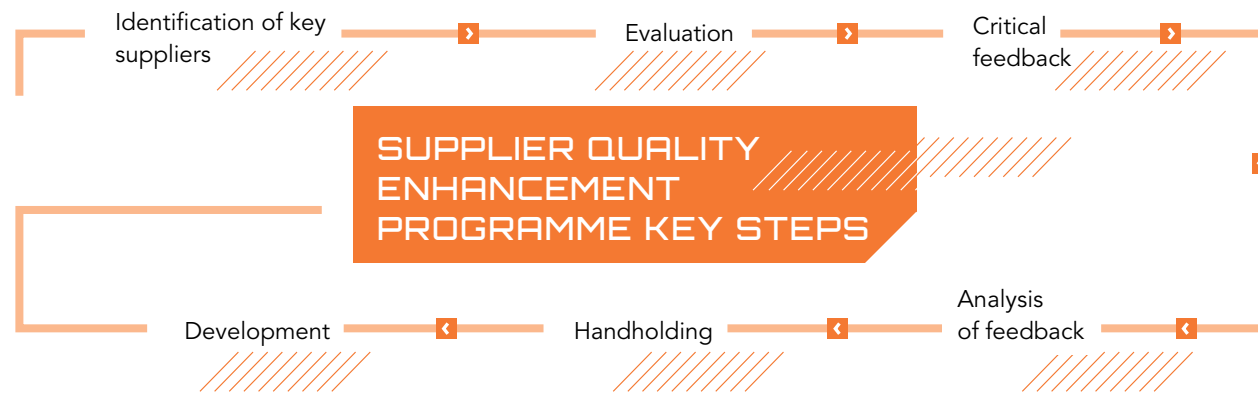 Identification of key
suppliers
Evaluation
Critical
feedback
SUPPLIER QUALITY
ENHANCEMENT
PROGRAMME KEY STEPS
Analysis
of feedback
Handholding
Development